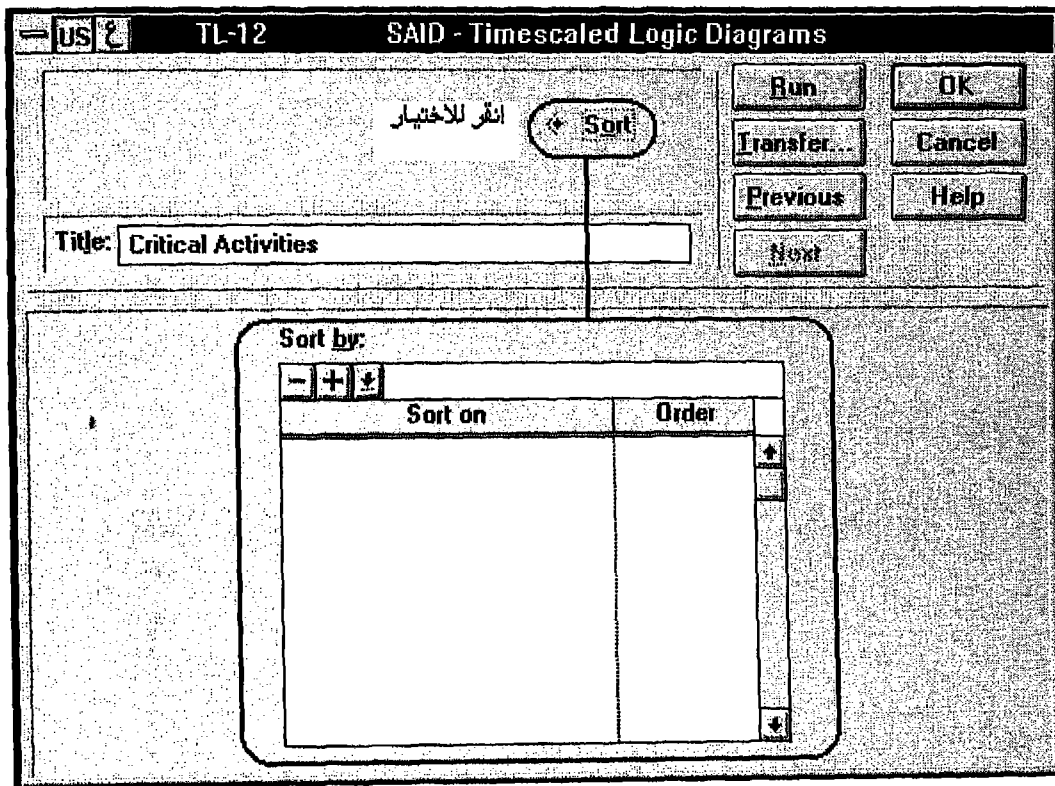 US ع TL-12 SAID - Timescaled Logic Diagrams
انقر للاختيار Sort
Run OK
Transfer... Cancel
Previous Help
Title: Critical Activities
Next
Sort by:
Sort on Order